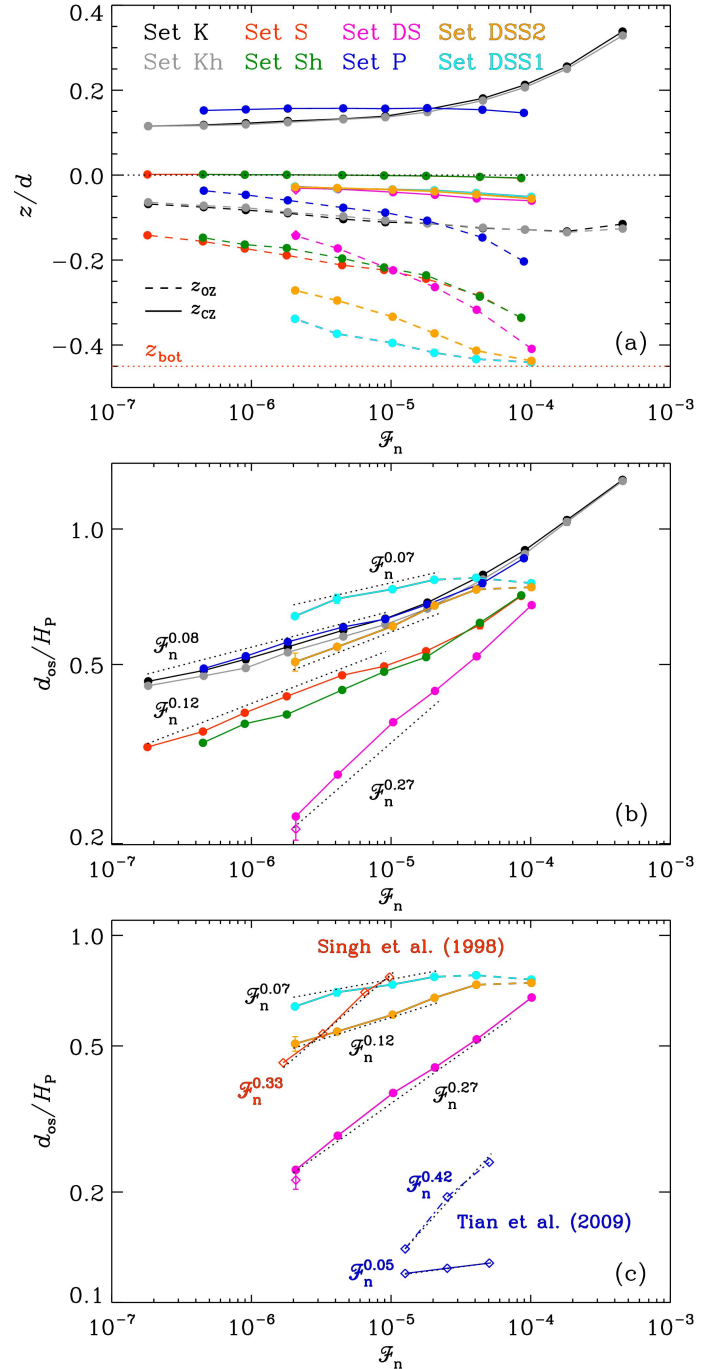 0.4
Set K Set S Set DS Set DSS2
Set Kh Set Sh Set P Set DSS1
0.2
z/d
0.0
−0.2
z_OZ
z_CZ
−0.4
z_bot
(a)
10^−7 10^−6 10^−5 10^−4 10^−3
ℱ_n
1.0
ℱ_n^0.07
ℱ_n^0.08
d_os/H_P
0.5
ℱ_n^0.12
ℱ_n^0.27
0.2
(b)
10^−7 10^−6 10^−5 10^−4 10^−3
ℱ_n
1.0
Singh et al. (1998)
ℱ_n^0.07
0.5
ℱ_n^0.12
ℱ_n^0.33
ℱ_n^0.27
d_os/H_P
0.2
ℱ_n^0.42
Tian et al. (2009)
ℱ_n^0.05
(c)
0.1
10^−7 10^−6 10^−5 10^−4 10^−3
ℱ_n